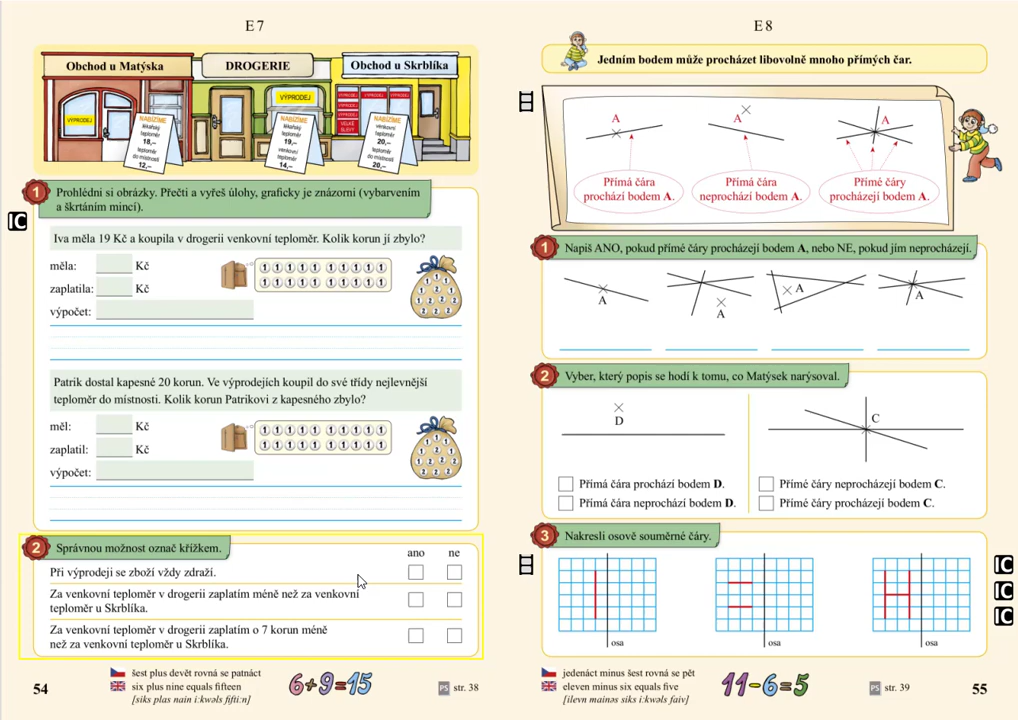 E 7
Obchod u Matýska
DROGERIE
Obchod u Skrblíka
VÝPRODEJ
NABÍZÍME
lékařský
teploměr
18,–
teploměr
do místnosti
12,–
VÝPRODEJ
NABÍZÍME
lékařský
teploměr
19,–
venkovní
teploměr
14,–
VÝPRODEJ VÝPRODEJ VÝPRODEJ
VELKÉ
SLEVY
NABÍZÍME
venkovní
teploměr
20,–
teploměr
do místnosti
20,–
1 Prohlédni si obrázky. Přečti a vyřeš úlohy, graficky je znázorni (vybarvením
a škrtáním mincí).
IC
Iva měla 19 Kč a koupila v drogerii venkovní teploměr. Kolik korun jí zbylo?
měla: Kč
zaplatila: Kč
výpočet:
Patrik dostal kapesné 20 korun. Ve výprodejích koupil do své třídy nejlevnější
teploměr do místnosti. Kolik korun Patrikovi z kapesného zbylo?
měl: Kč
zaplatil: Kč
výpočet:
2 Správnou možnost označ křížkem.
ano ne
Při výprodeji se zboží vždy zdraží.
Za venkovní teploměr v drogerii zaplatím méně než za venkovní
teploměr u Skrblíka.
Za venkovní teploměr v drogerii zaplatím o 7 korun méně
než za venkovní teploměr u Skrblíka.
54
šest plus devět rovná se patnáct
six plus nine equals fifteen
[siks plas nain i:kwəls fifti:n]
6+9=15
PS str. 38
E 8
Jedním bodem může procházet libovolně mnoho přímých čar.
A
A
A
Přímá čára
prochází bodem A.
Přímá čára
neprochází bodem A.
Přímé čáry
procházejí bodem A.
1 Napiš ANO, pokud přímé čáry procházejí bodem A, nebo NE, pokud jím neprocházejí.
A
A
A
A
2 Vyber, který popis se hodí k tomu, co Matýsek narýsoval.
D
C
Přímá čára prochází bodem D.
Přímá čára neprochází bodem D.
Přímé čáry neprocházejí bodem C.
Přímé čáry procházejí bodem C.
3 Nakresli osově souměrné čáry.
osa
osa
osa
IC
IC
IC
jedenáct minus šest rovná se pět
eleven minus six equals five
[ilevn mainəs siks i:kwəls faiv]
11-6=5
PS str. 39
55